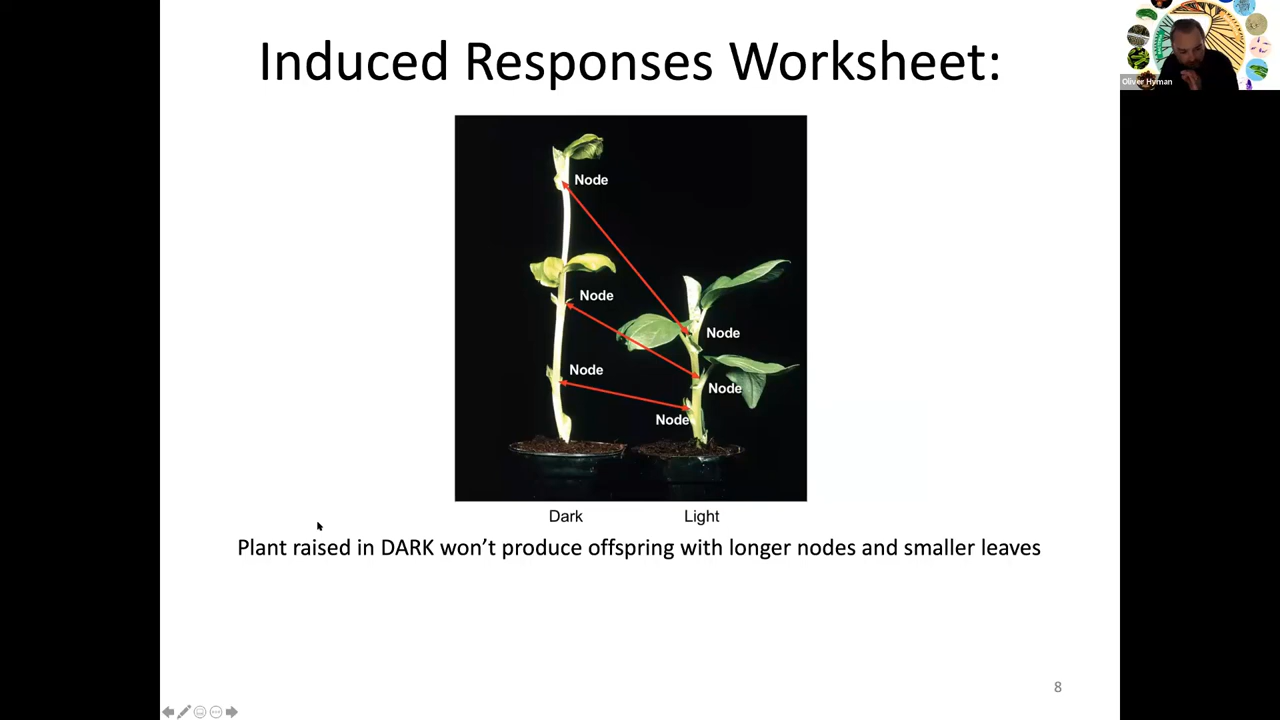 Induced Responses Worksheet:
Oliver Hyman
Node
Node
Node
Node
Node
Node
Dark Light
Plant raised in DARK won’t produce offspring with longer nodes and smaller leaves
8